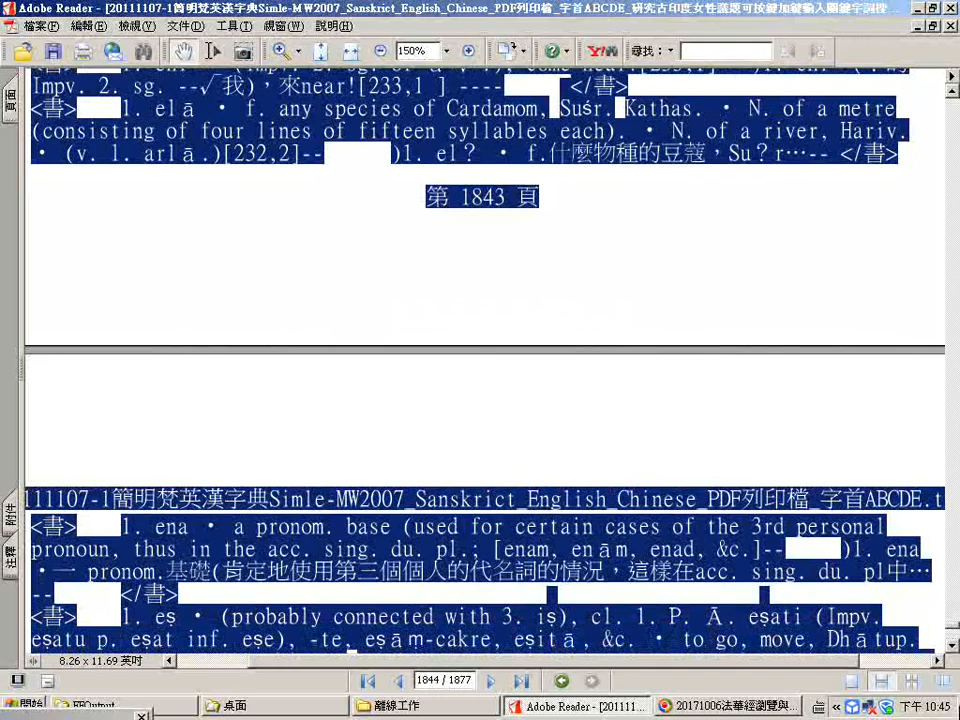 Adobe Reader - [20111107-1簡明梵英漢字典Simle-MW2007_Sanskrict_English_Chinese_PDF列印檔_字首ABCDE_研究古印度女性議題可按鍵加鍵輸入關鍵字詞搜
檔案(F) 編輯(E) 檢視(V) 文件(D) 工具(T) 視窗(W) 說明(H)
150% 尋找：
頁面
Impv. 2. sg. --√我)，來near![233,1 ] ---- </書>
<書> 1. elā ‧ f. any species of Cardamom, Suśr. Kathas. ‧ N. of a metre
(consisting of four lines of fifteen syllables each). ‧ N. of a river, Hariv.
‧ (v. l. arlā.)[232,2]-- )l. el？ ‧ f.什麼物種的豆蔻，Su？r…-- </書>
第 1843 頁
111107-1簡明梵英漢字典Simle-MW2007_Sanskrict_English_Chinese_PDF列印檔_字首ABCDE.t
附件
注釋
<書> 1. ena ‧ a pronom. base (used for certain cases of the 3rd personal
pronoun, thus in the acc. sing. du. pl.; [enam, enām, enad, &c.]-- )l. ena
‧一 pronom.基礎(肯定地使用第三個個人的代名詞的情況，這樣在acc. sing. du. pl中…
-- </書>
<書> 1. eṣ ‧ (probably connected with 3. iṣ), cl. 1. P. Ā. eṣati (Impv.
eṣatu p. eṣat inf. eṣe), -te, eṣāṃ-cakre, eṣitā, &c. ‧ to go, move, Dhātup.
8.26 x 11.69 英吋
1844 / 1877
開始 FFOutput 桌面 離線工作 Adobe Reader - [2011... 20171006法華經瀏覽與... 下午 10:45